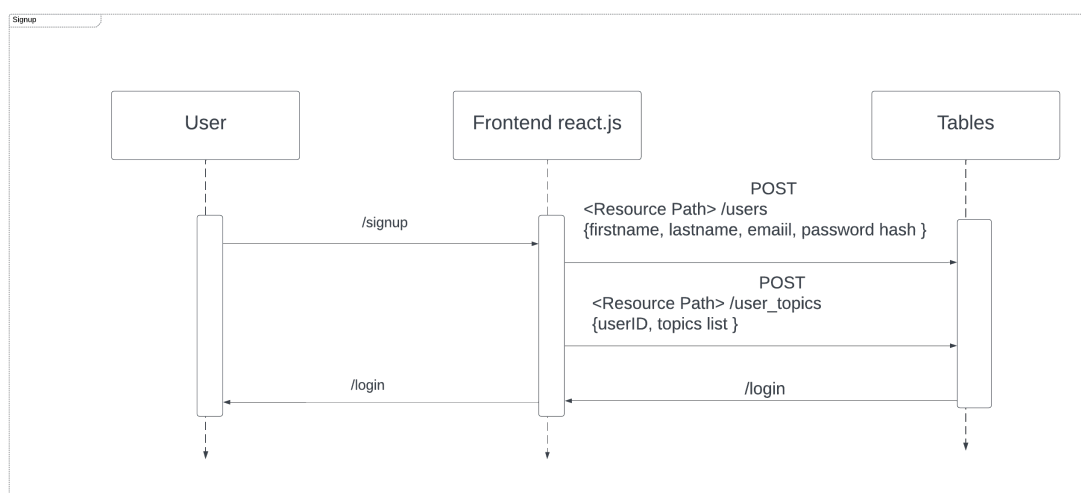 Signup
User
Frontend react.js
Tables
/signup
POST
<Resource Path> /users
{firstname, lastname, emaiil, password hash }
POST
<Resource Path> /user_topics
{userID, topics list }
/login
/login